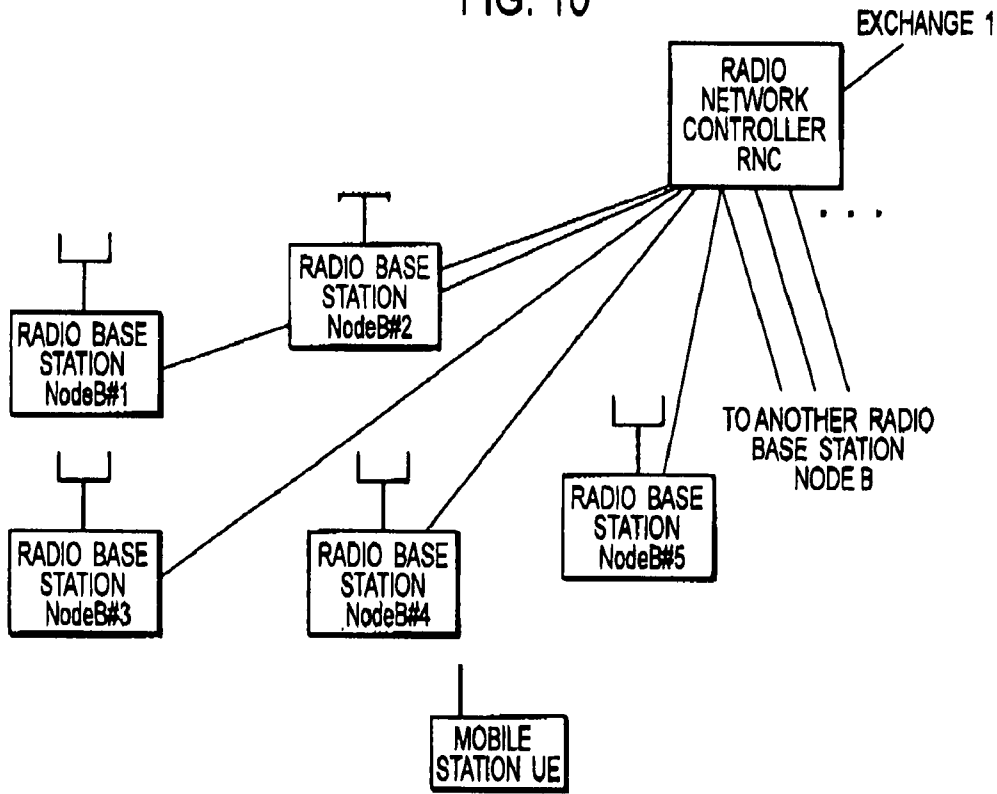 FIG. 10
EXCHANGE 1
RADIO
NETWORK
CONTROLLER
RNC
. . .
RADIO BASE
STATION
NodeB#2
RADIO BASE
STATION
NodeB#1
TO ANOTHER RADIO
BASE STATION
NODE B
RADIO BASE
STATION
NodeB#5
RADIO BASE
STATION
NodeB#3
RADIO BASE
STATION
NodeB#4
MOBILE
STATION UE